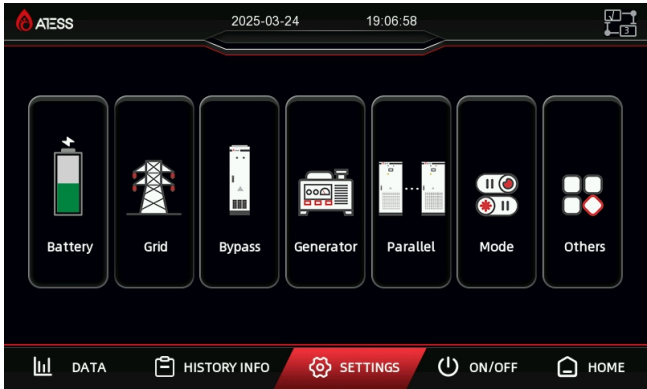 ATESS 2025-03-24 19:06:58
3
Battery Grid Bypass Generator Parallel Mode Others
DATA HISTORY INFO SETTINGS ON/OFF HOME